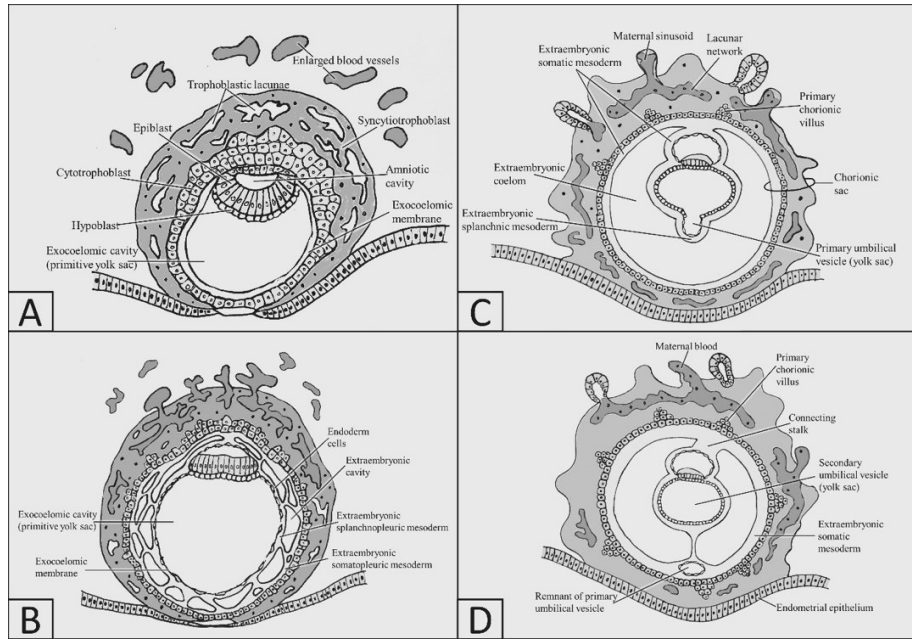 Enlarged blood vessels
Trophoblastic lacunae
Syncytiotrophoblast
Epiblast
Cytotrophoblast
Amniotic
cavity
Hypoblast
Exocoelomic
membrane
Exocoelomic cavity
(primitive yolk sac)
A
Maternal sinusoid
Lacunar
network
Extraembryonic
somatic mesoderm
Primary
chorionic
villus
Extraembryonic
coelom
Chorionic
sac
Extraembryonic
splanchnic mesoderm
Primary umbilical
vesicle (yolk sac)
C
Endoderm
cells
Extraembryonic
cavity
Exocoelomic cavity
(primitive yolk sac)
Extraembryonic
splanchnopleuric mesoderm
Exocoelomic
membrane
Extraembryonic
somatopleuric mesoderm
B
Maternal blood
Primary
chorionic
villus
Connecting
stalk
Secondary
umbilical vesicle
(yolk sac)
Extraembryonic
somatic
mesoderm
Remnant of primary
umbilical vesicle
Endometrial epithelium
D